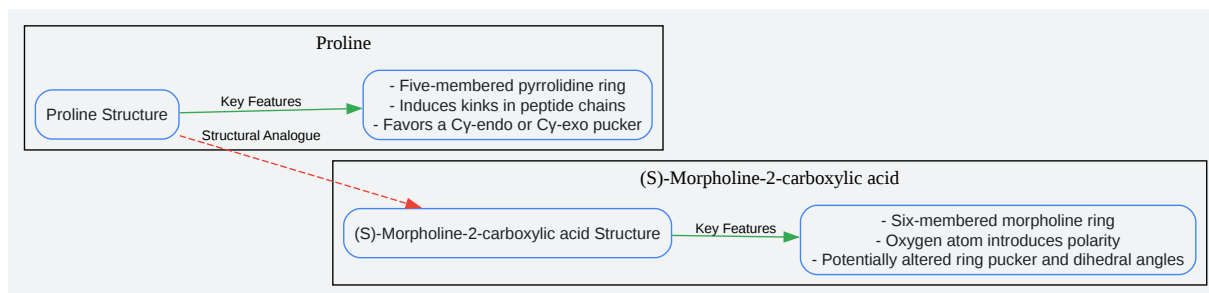 Proline
Proline Structure
Key Features
- Five-membered pyrrolidine ring
- Induces kinks in peptide chains
- Favors a Cγ-endo or Cγ-exo pucker
Structural Analogue
(S)-Morpholine-2-carboxylic acid
(S)-Morpholine-2-carboxylic acid Structure
Key Features
- Six-membered morpholine ring
- Oxygen atom introduces polarity
- Potentially altered ring pucker and dihedral angles